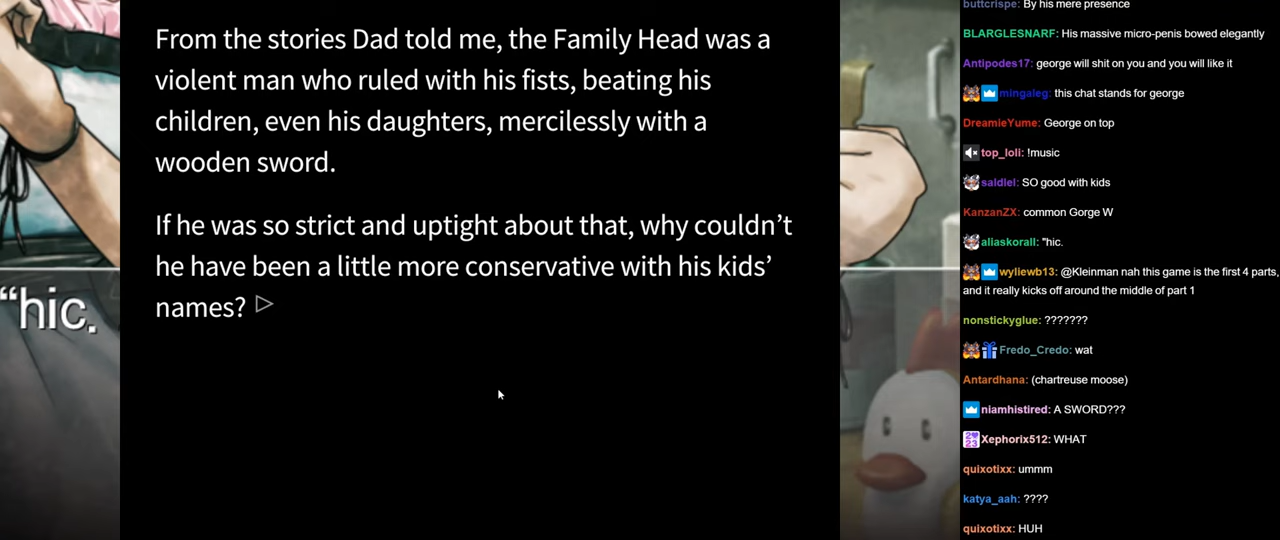 From the stories Dad told me, the Family Head was a
violent man who ruled with his fists, beating his
children, even his daughters, mercilessly with a
wooden sword.
If he was so strict and uptight about that, why couldn't
he have been a little more conservative with his kids'
names?
“hic.
buttcrispe: By his mere presence
BLARGLESNARF: His massive micro-penis bowed elegantly
Antipodes17: george will shit on you and you will like it
mingaleg: this chat stands for george
DreamieYume: George on top
top_loli: !music
saldiel: SO good with kids
KanzanZX: common Gorge W
aliaskorall: "hic.
wyliewb13: @Kleinman nah this game is the first 4 parts,
and it really kicks off around the middle of part 1
nonstickyglue: ???????
Fredo_Credo: wat
Antardhana: (chartreuse moose)
niamhistired: A SWORD???
Xephorix512: WHAT
quixotixx: ummm
katya_aah: ????
quixotixx: HUH